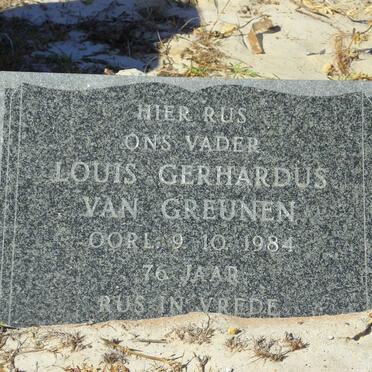 HIER RUS
ONS VADER
LOUIS GERHARDUS
VAN GREUNEN
OORL. 9. 10. 1984
76 JAAR
RUS IN VREDE